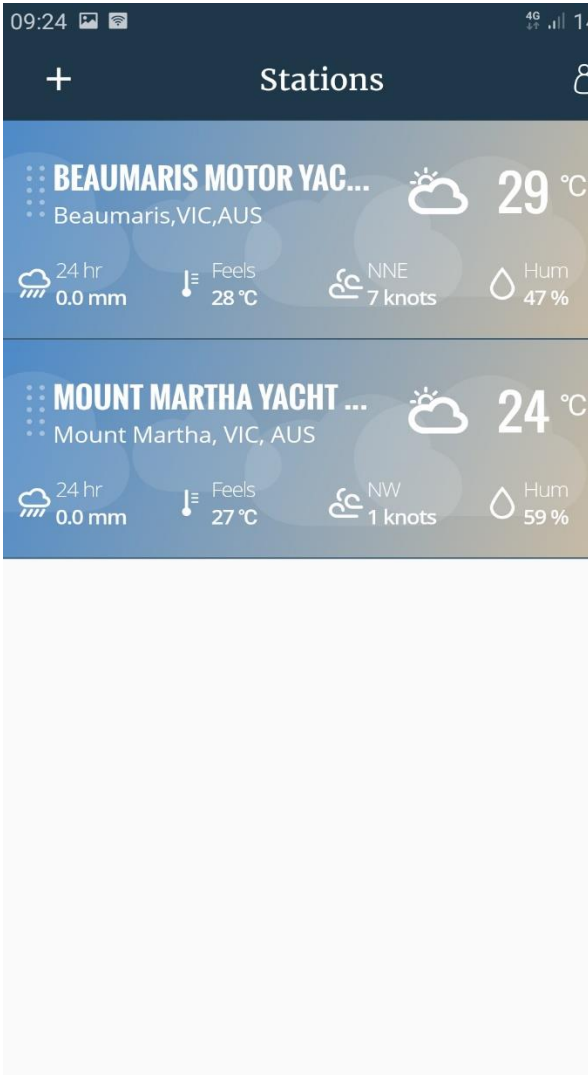 09:24 4G 14
+ Stations
BEAUMARIS MOTOR YAC... 29 °C
Beaumaris,VIC,AUS
24 hr Feels NNE Hum
0.0 mm 28 °C 7 knots 47 %
MOUNT MARTHA YACHT ... 24 °C
Mount Martha, VIC, AUS
24 hr Feels NW Hum
0.0 mm 27 °C 1 knots 59 %